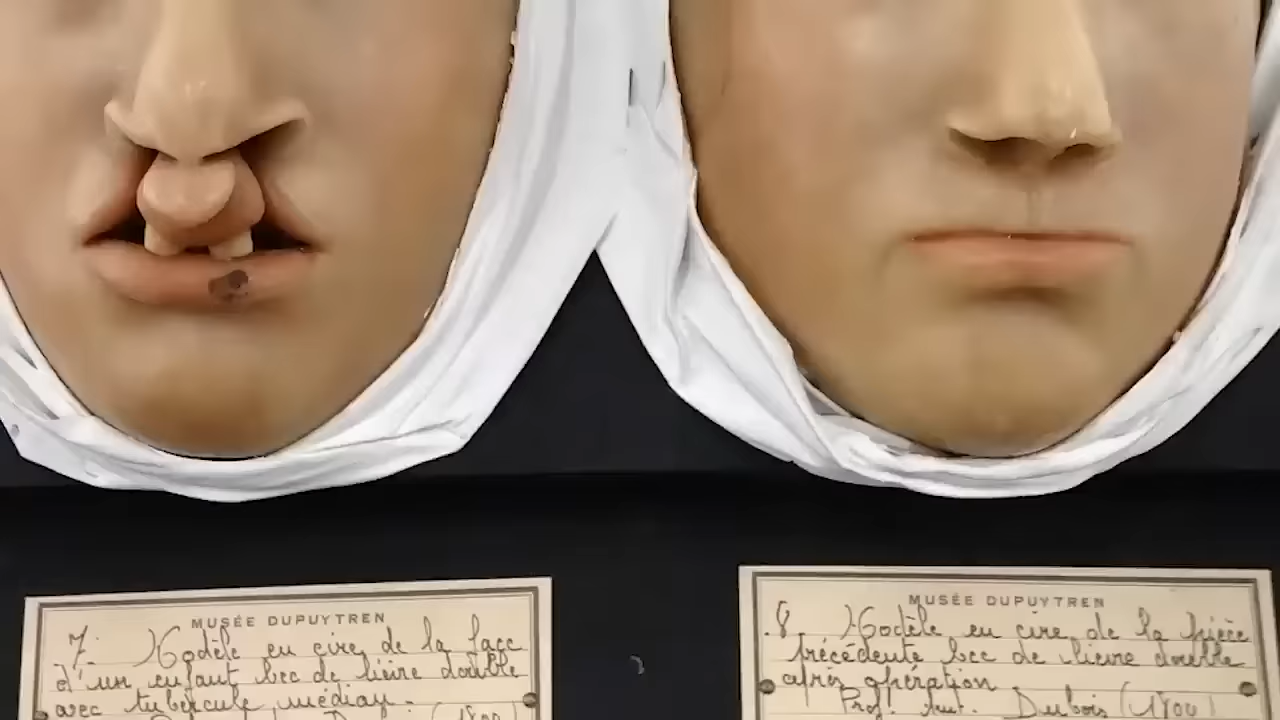 MUSÉE DUPUYTREN
7. Modèle en cire de la face
d'un enfant bec de lièvre double
avec tubercule médian.
MUSÉE DUPUYTREN
8. Modèle en cire de la pièce
précédente bec de lièvre double
après opération
Prof. Ant. Dubois